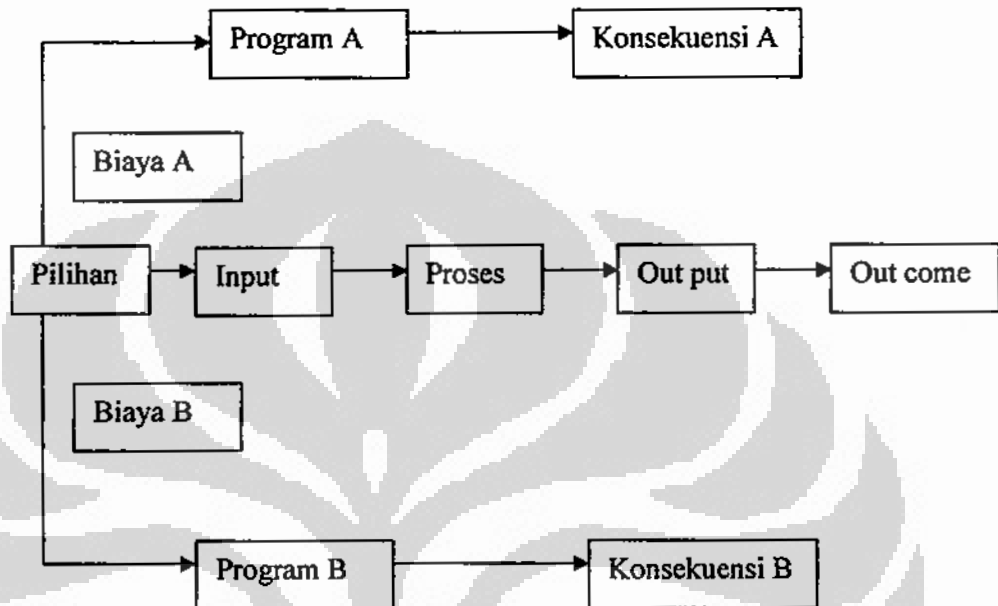 Program A
Konsekuensi A
Biaya A
Pilihan
Input
Proses
Out put
Out come
Biaya B
Program B
Konsekuensi B